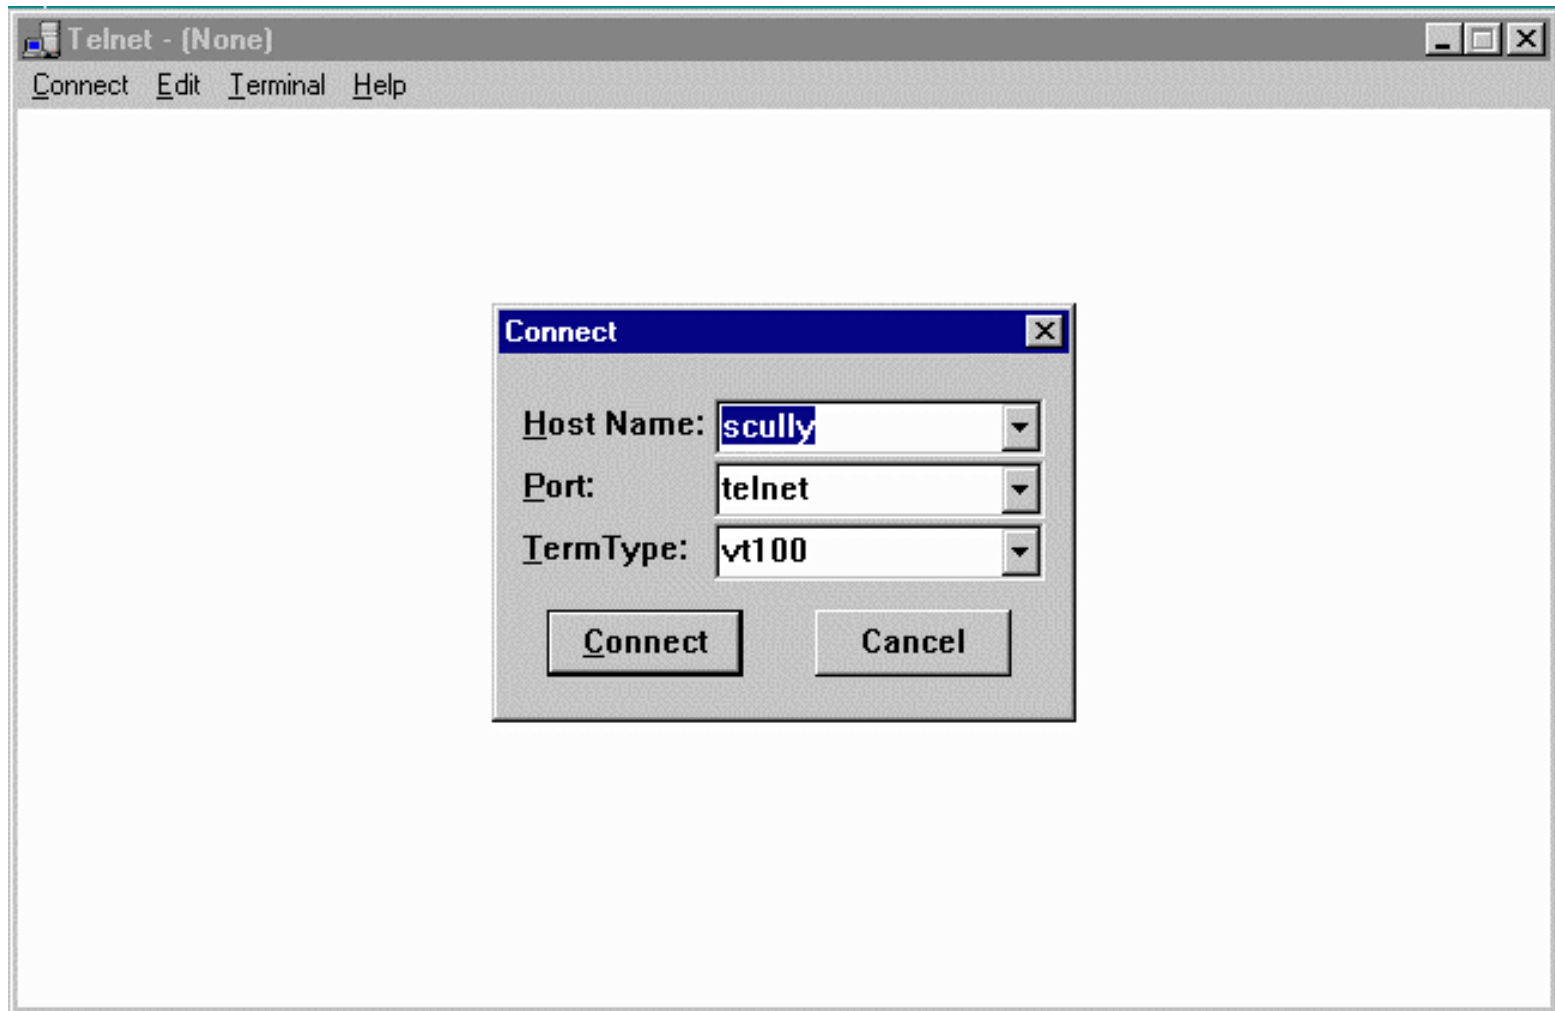 Telnet - (None)
Connect Edit Terminal Help
Connect
Host Name: scully
Port: telnet
TermType: vt100
Connect Cancel